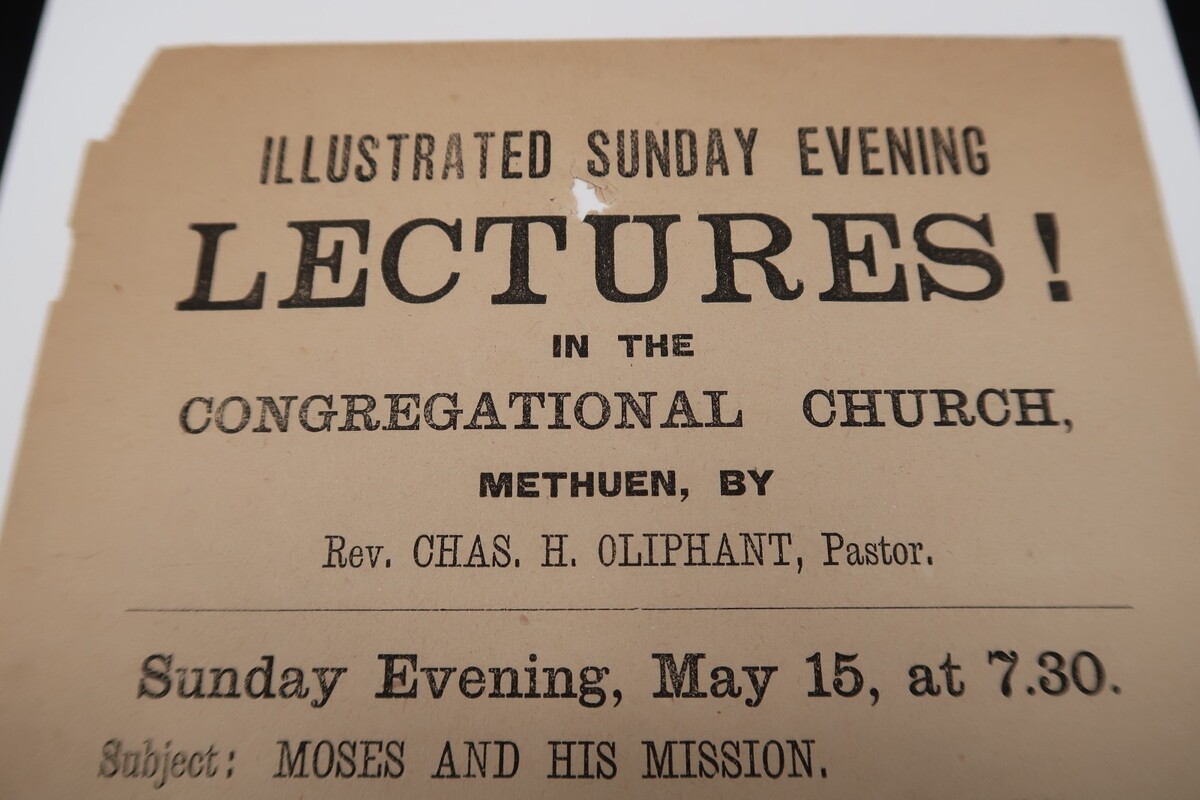 ILLUSTRATED SUNDAY EVENING
LECTURES!
IN THE
CONGREGATIONAL CHURCH,
METHUEN, BY
Rev. CHAS. H. OLIPHANT, Pastor.
Sunday Evening, May 15, at 7.30.
Subject: MOSES AND HIS MISSION.